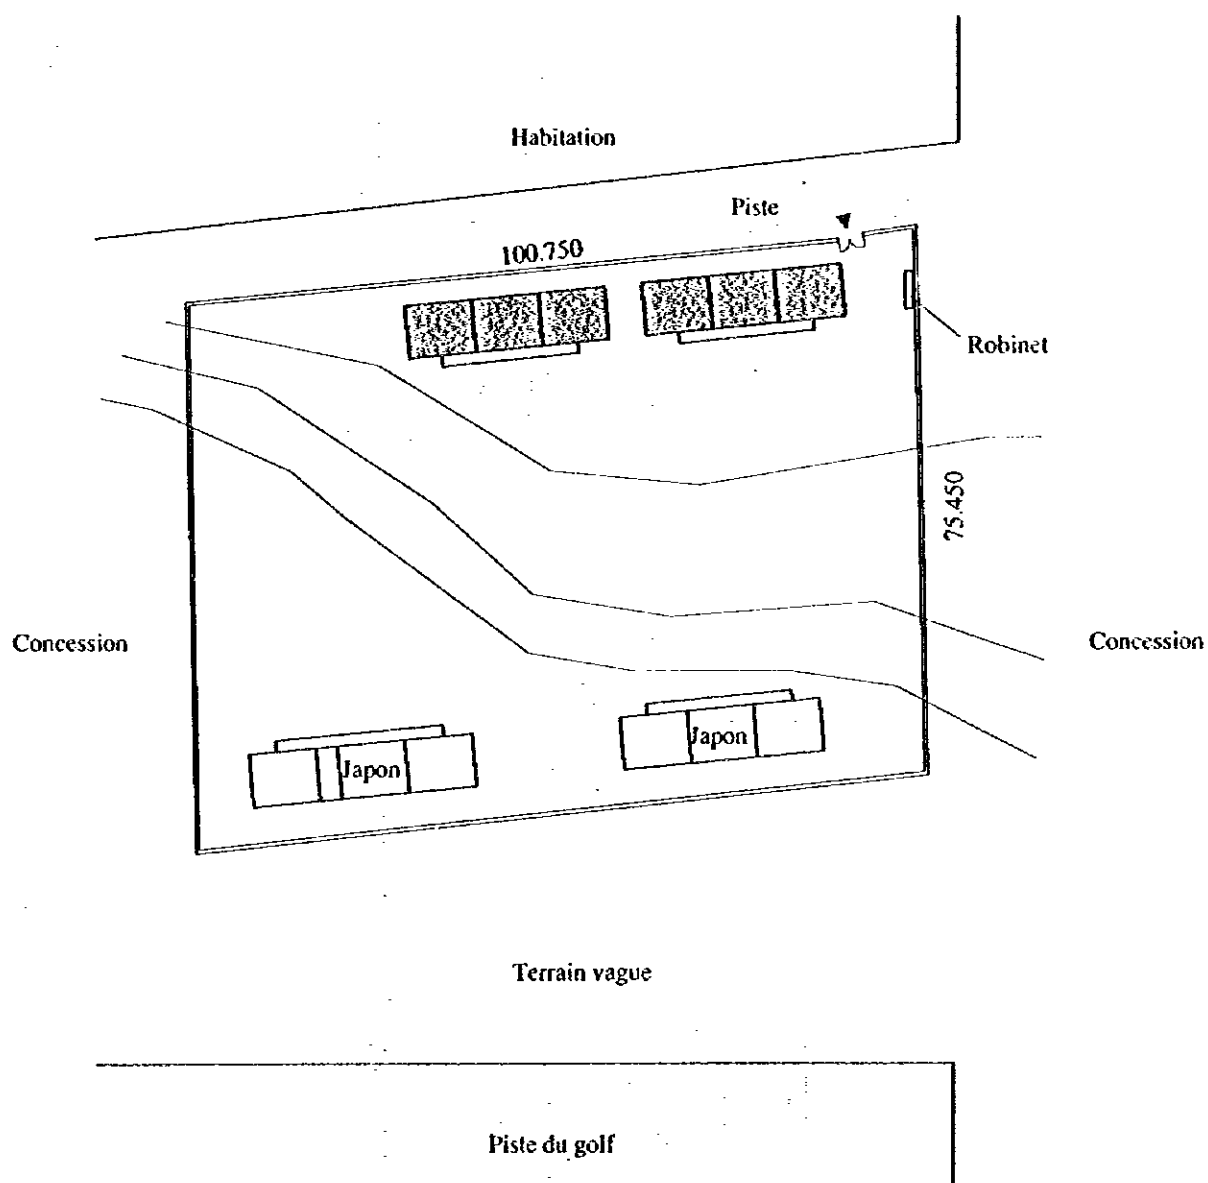 Habitation
Piste
100.750
Robinet
75.450
Concession
Concession
Japon
Japon
Terrain vague
Piste du golf